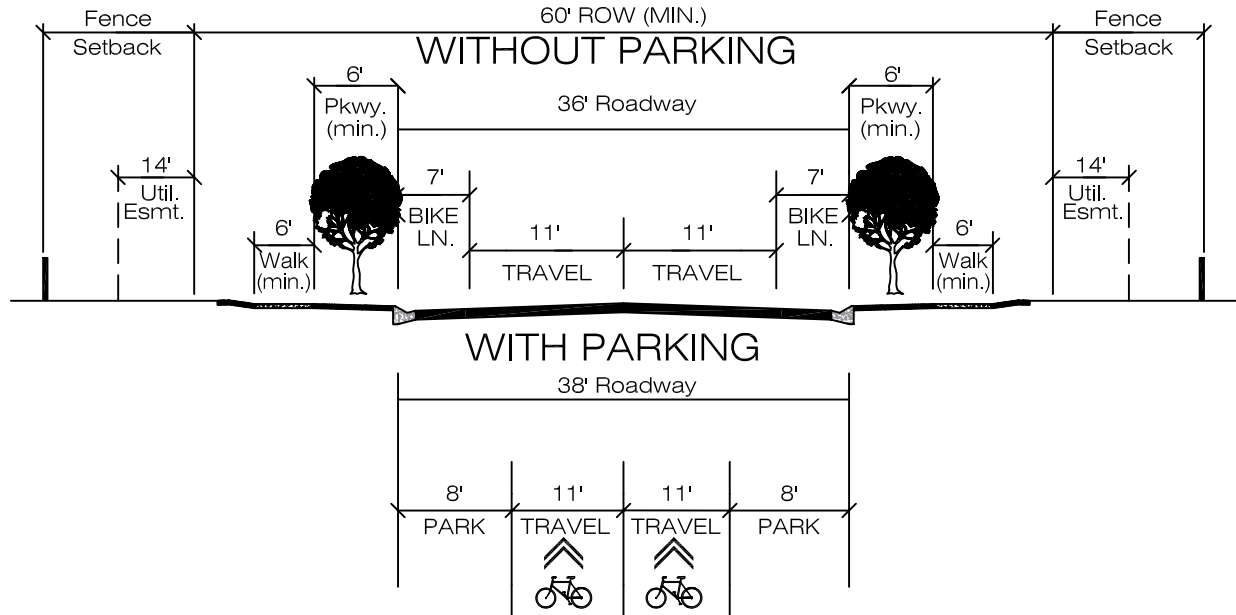 Fence
Setback
60' ROW (MIN.)
Fence
Setback
WITHOUT PARKING
6'
Pkwy.
(min.)
36' Roadway
6'
Pkwy.
(min.)
14'
Util.
Esmt.
7'
BIKE
LN.
7'
BIKE
LN.
14'
Util.
Esmt.
6'
Walk
(min.)
11'
TRAVEL
11'
TRAVEL
6'
Walk
(min.)
WITH PARKING
38' Roadway
8'
PARK
11'
TRAVEL
11'
TRAVEL
8'
PARK